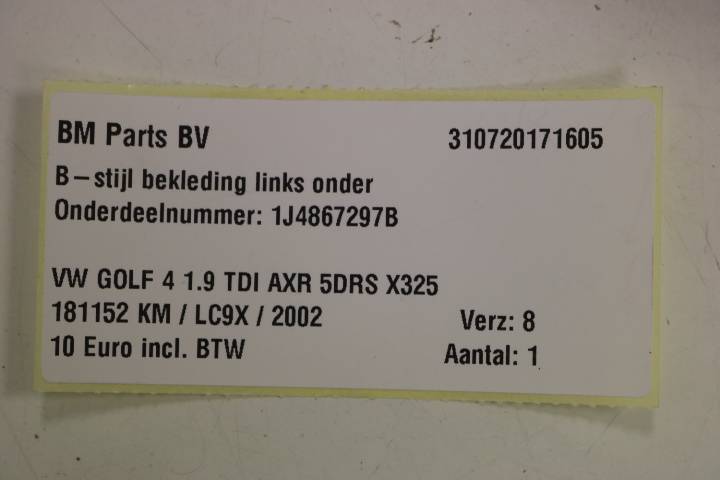 BM Parts BV 310720171605
B-stijl bekleding links onder
Onderdeelnummer: 1J4867297B
VW GOLF 4 1.9 TDI AXR 5DRS X325
181152 KM / LC9X / 2002 Verz: 8
10 Euro incl. BTW Aantal: 1